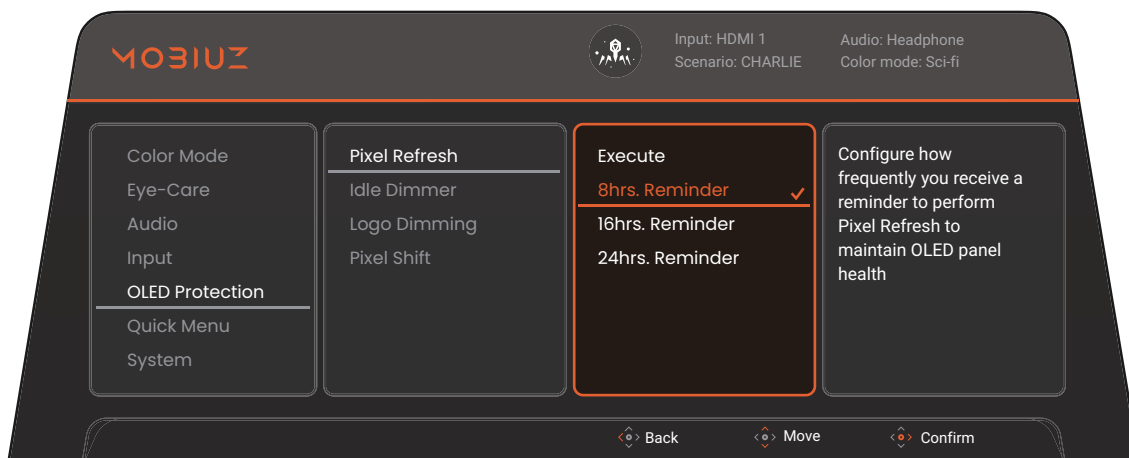 MOBIUZ
Input: HDMI 1
Scenario: CHARLIE
Audio: Headphone
Color mode: Sci-fi
Color Mode
Eye-Care
Audio
Input
OLED Protection
Quick Menu
System
Pixel Refresh
Idle Dimmer
Logo Dimming
Pixel Shift
Execute
8hrs. Reminder
16hrs. Reminder
24hrs. Reminder
Configure how
frequently you receive a
reminder to perform
Pixel Refresh to
maintain OLED panel
health
Back
Move
Confirm